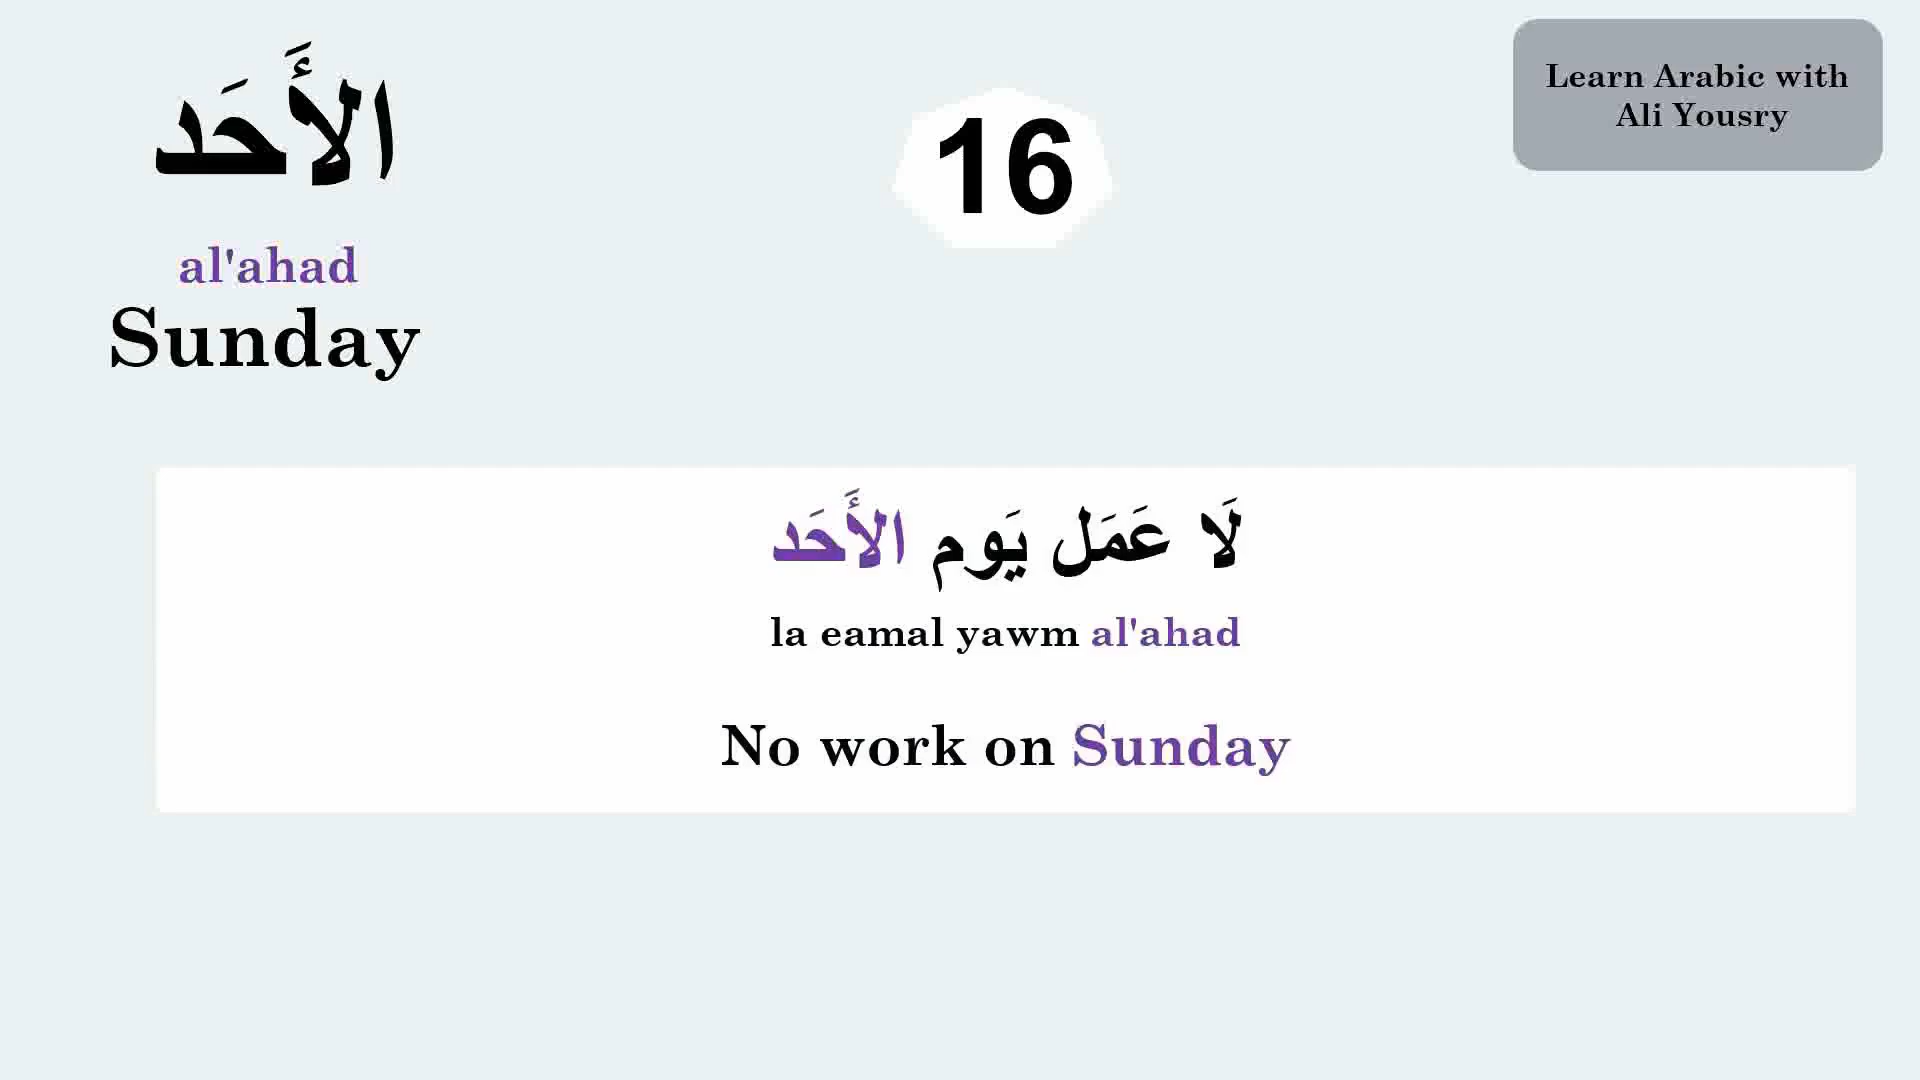 الأَحَد
al'ahad
Sunday
16
Learn Arabic with
Ali Yousry
لَا عَمَل يَوم الأَحَد
la eamal yawm al'ahad
No work on Sunday